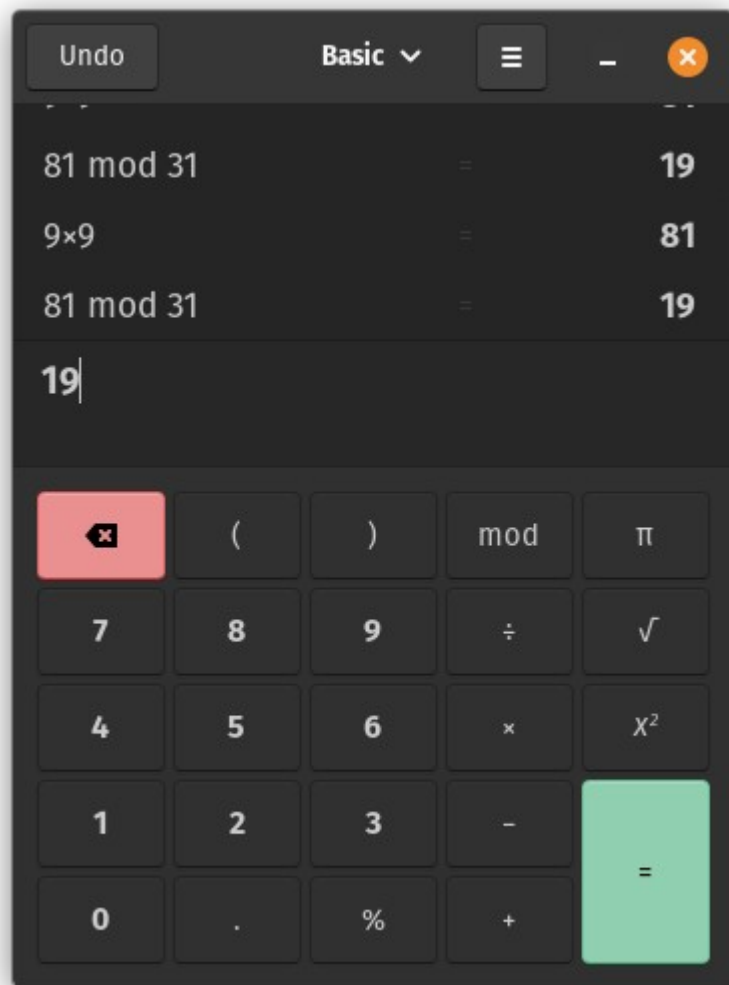 Undo Basic
81 mod 31 = 19
9×9 = 81
81 mod 31 = 19
19
( ) mod π
7 8 9 ÷ √
4 5 6 × X²
1 2 3 −
=
0 . % +